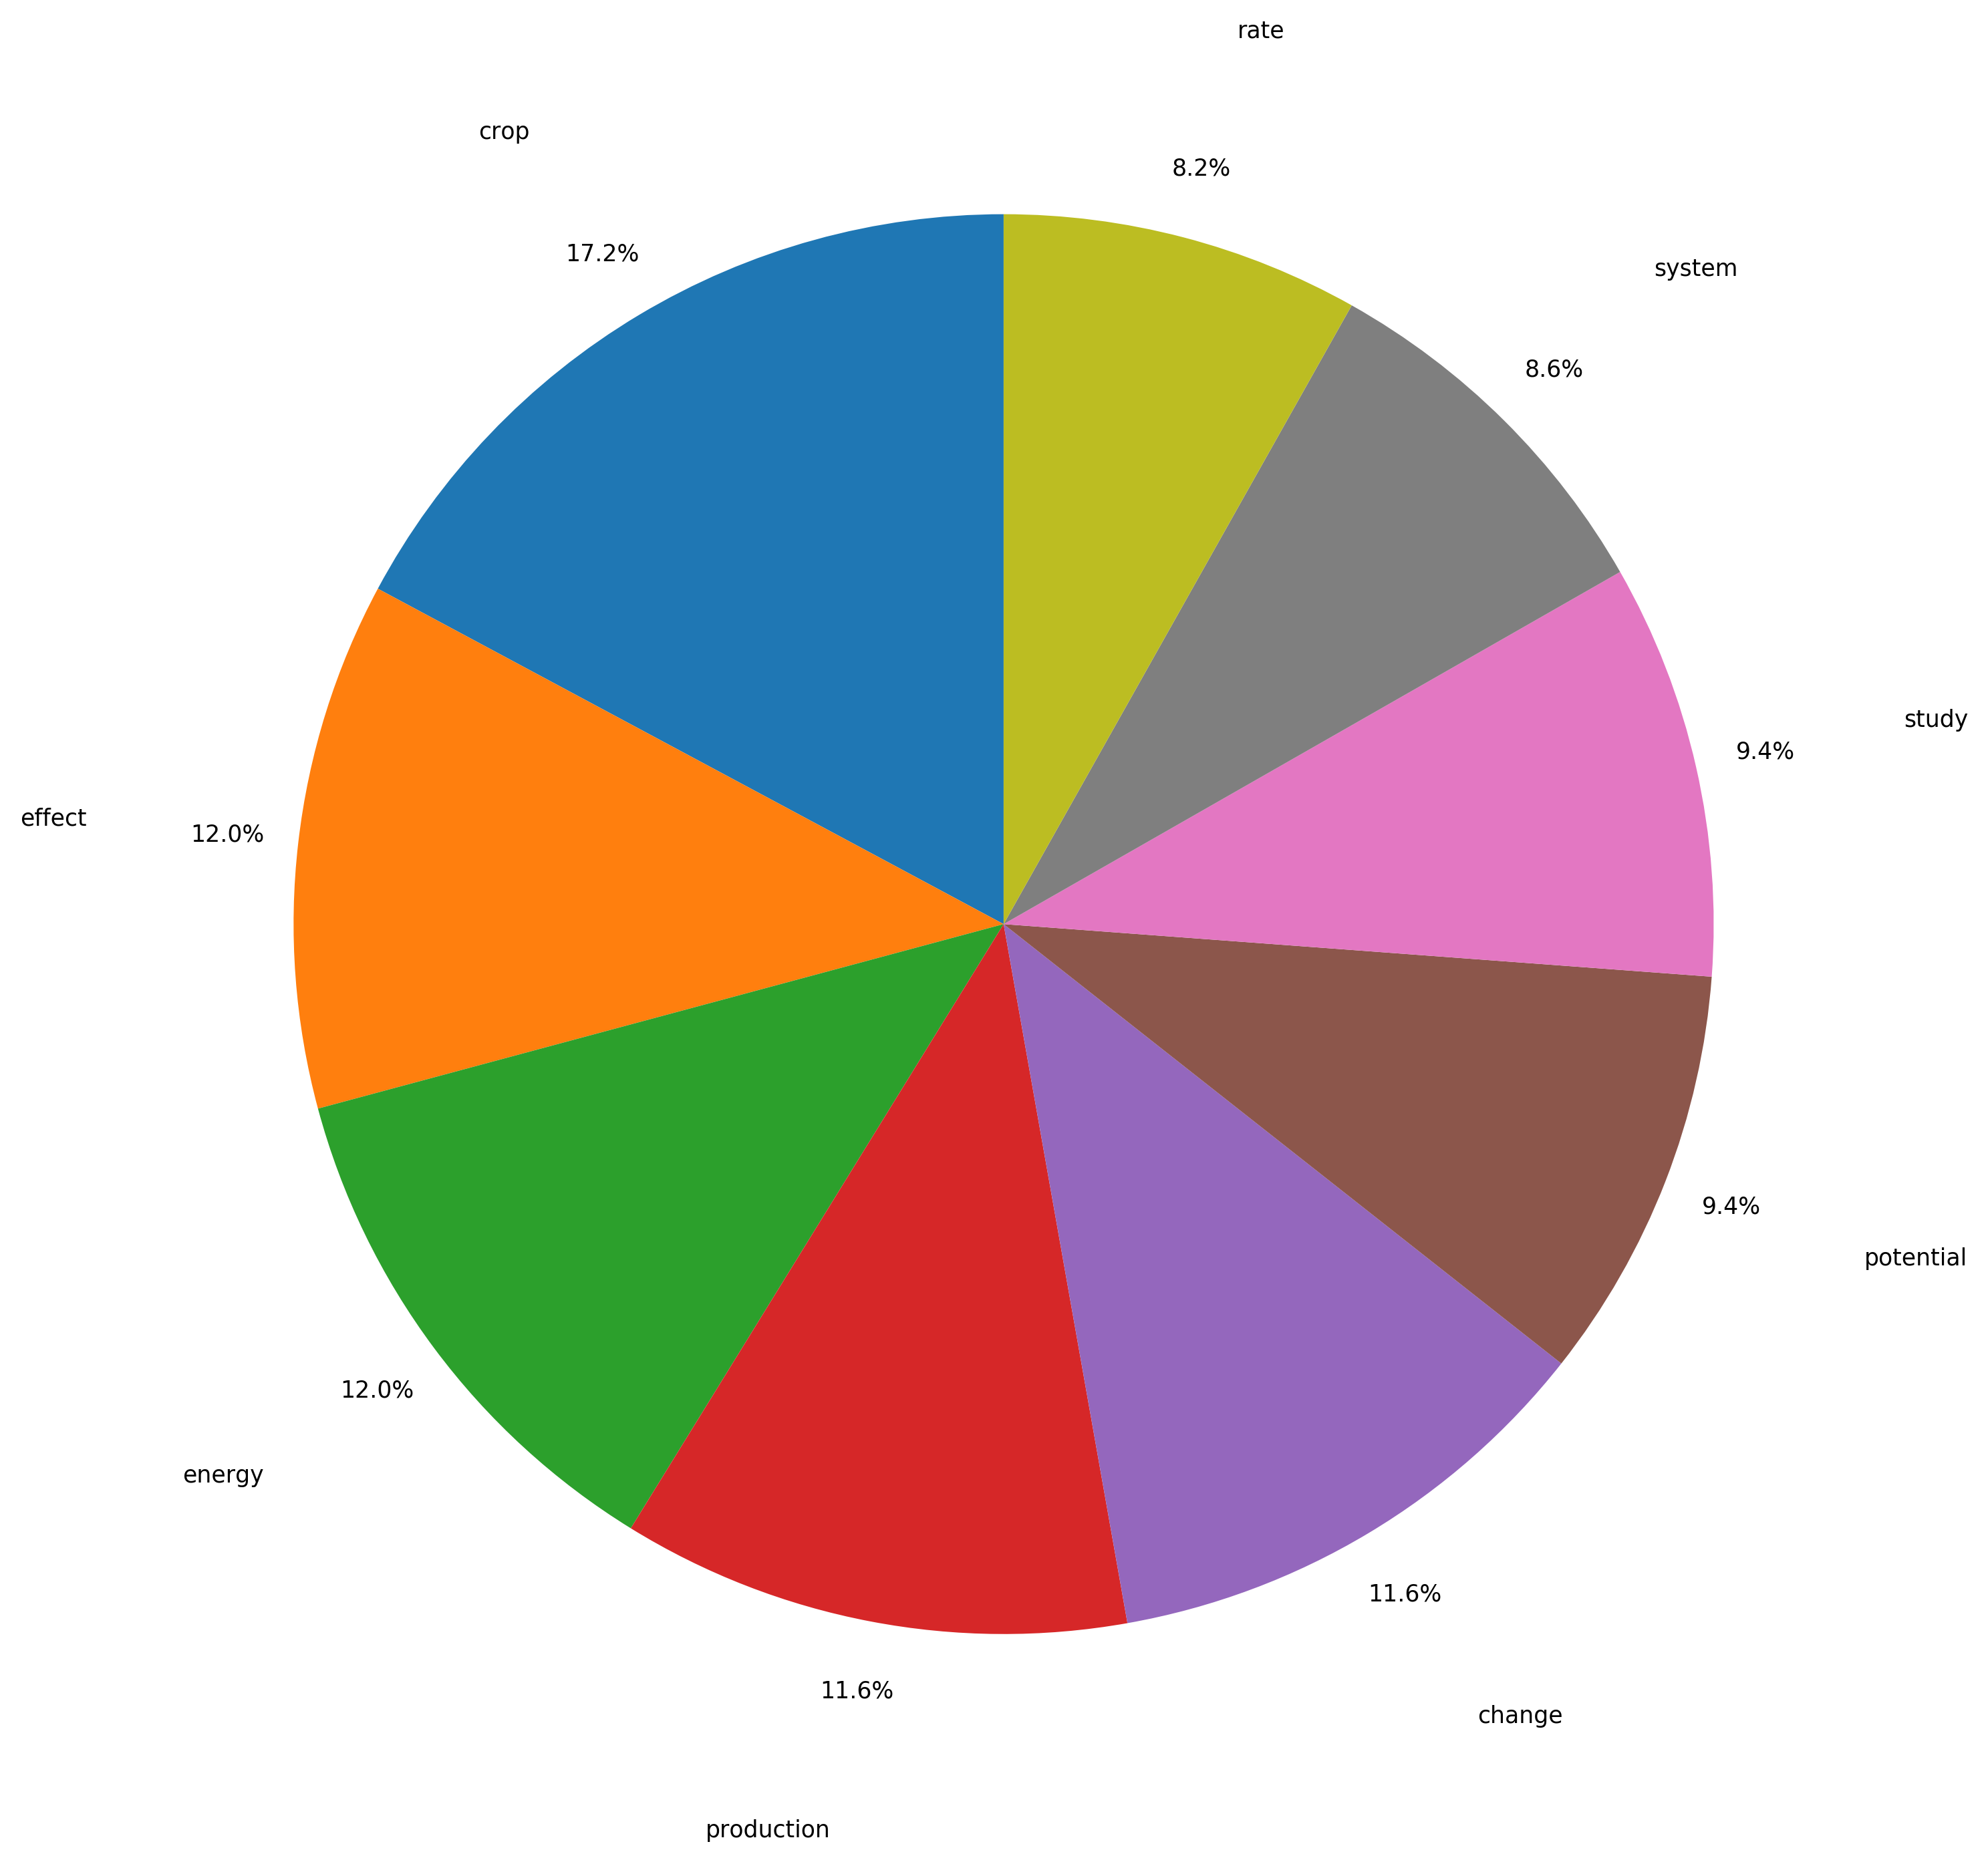 rate
crop
8.2%
17.2%
system
8.6%
study
9.4%
effect
12.0%
9.4%
potential
12.0%
energy
11.6%
11.6%
change
production